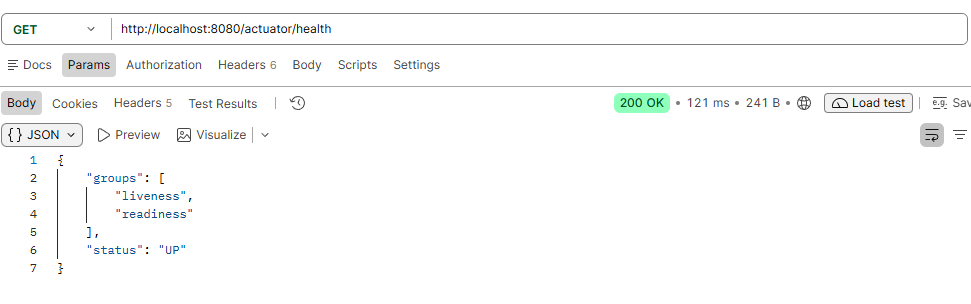 GET http://localhost:8080/actuator/health
Docs Params Authorization Headers 6 Body Scripts Settings
Body Cookies Headers 5 Test Results 200 OK • 121 ms • 241 B • Load test e.g. Sav
{ } JSON Preview Visualize
1 {
2 "groups": [
3 "liveness",
4 "readiness"
5 ],
6 "status": "UP"
7 }